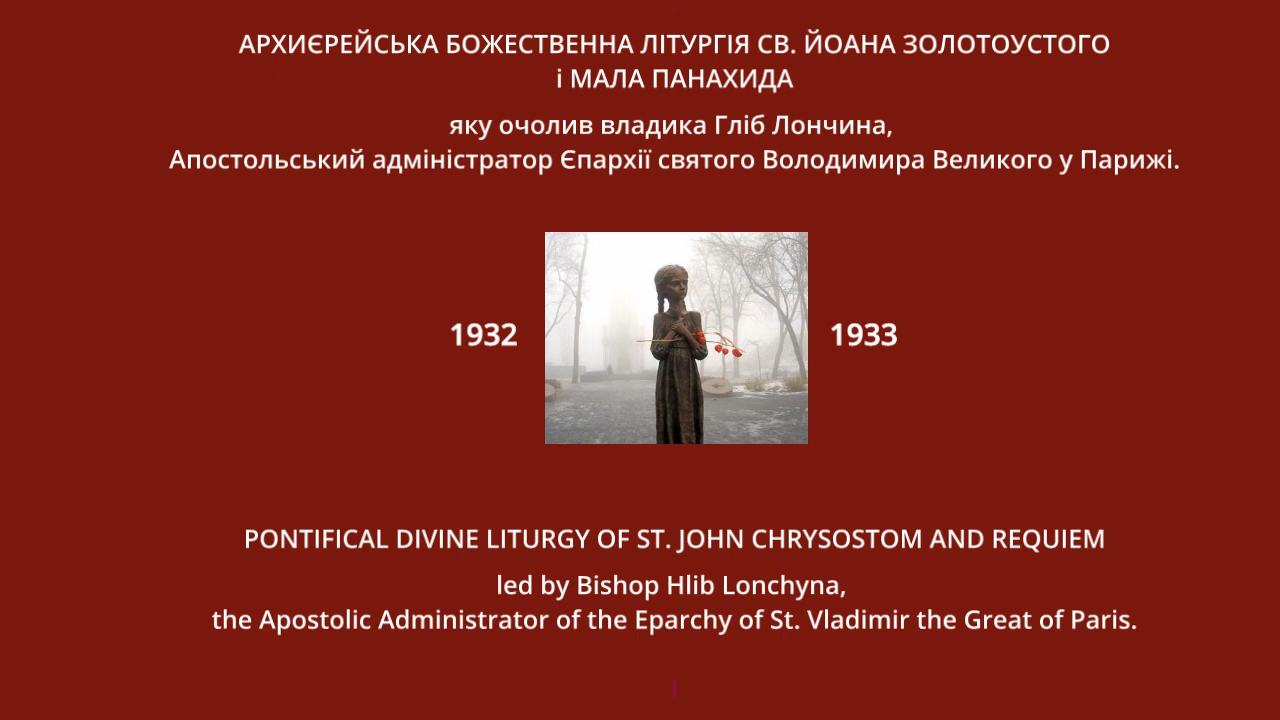 АРХИЄРЕЙСЬКА БОЖЕСТВЕННА ЛІТУРГІЯ СВ. ЙОАНА ЗОЛОТОУСТОГО
і МАЛА ПАНАХИДА
яку очолив владика Гліб Лончина,
Апостольський адміністратор Єпархії святого Володимира Великого у Парижі.
1932 1933
PONTIFICAL DIVINE LITURGY OF ST. JOHN CHRYSOSTOM AND REQUIEM
led by Bishop Hlib Lonchyna,
the Apostolic Administrator of the Eparchy of St. Vladimir the Great of Paris.